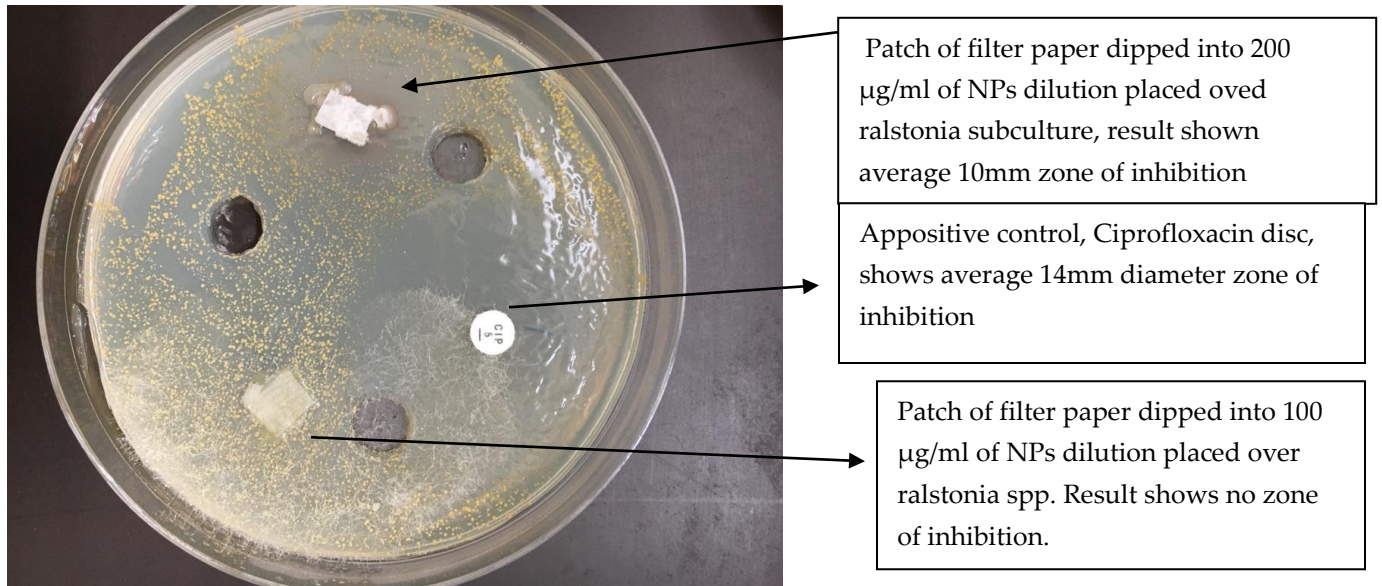 Patch of filter paper dipped into 200
µg/ml of NPs dilution placed oved
ralstonia subculture, result shown
average 10mm zone of inhibition
Appositive control, Ciprofloxacin disc,
shows average 14mm diameter zone of
inhibition
CIP
5
Patch of filter paper dipped into 100
µg/ml of NPs dilution placed over
ralstonia spp. Result shows no zone
of inhibition.